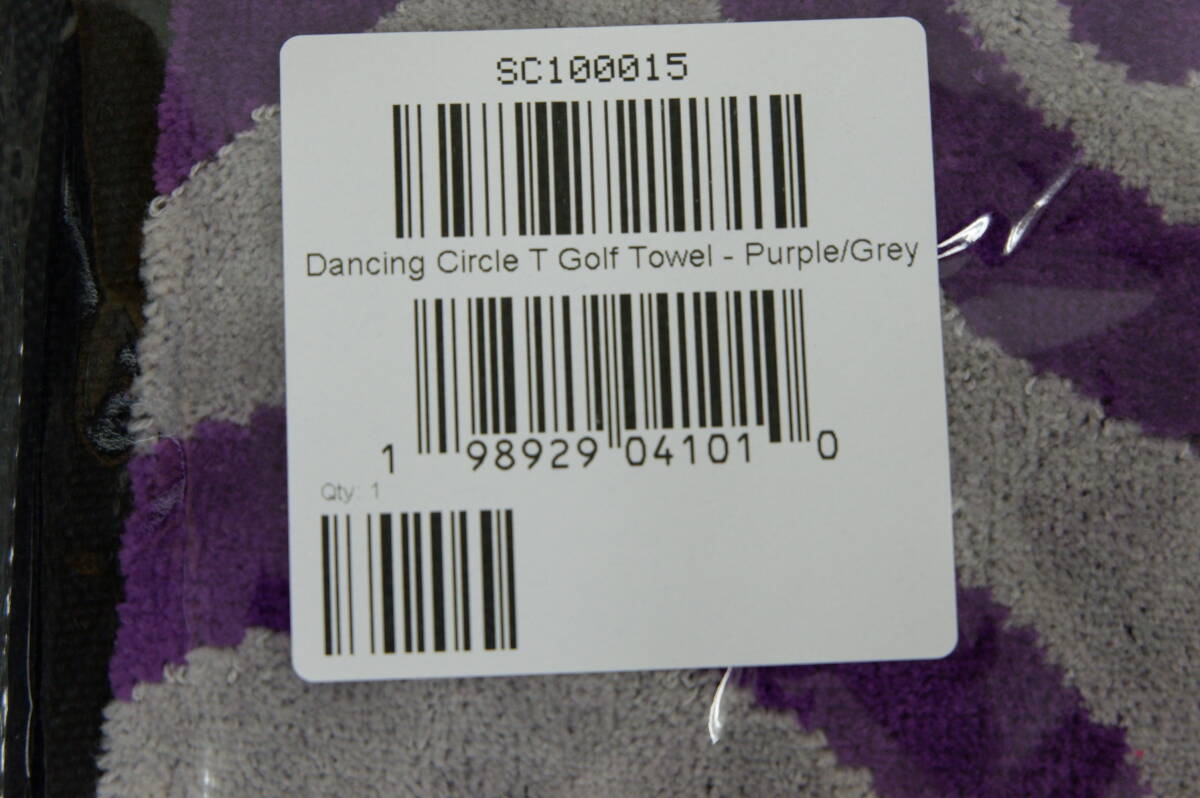 SC100015
Dancing Circle T Golf Towel - Purple/Grey
1 98929 04101 0
Qty: 1